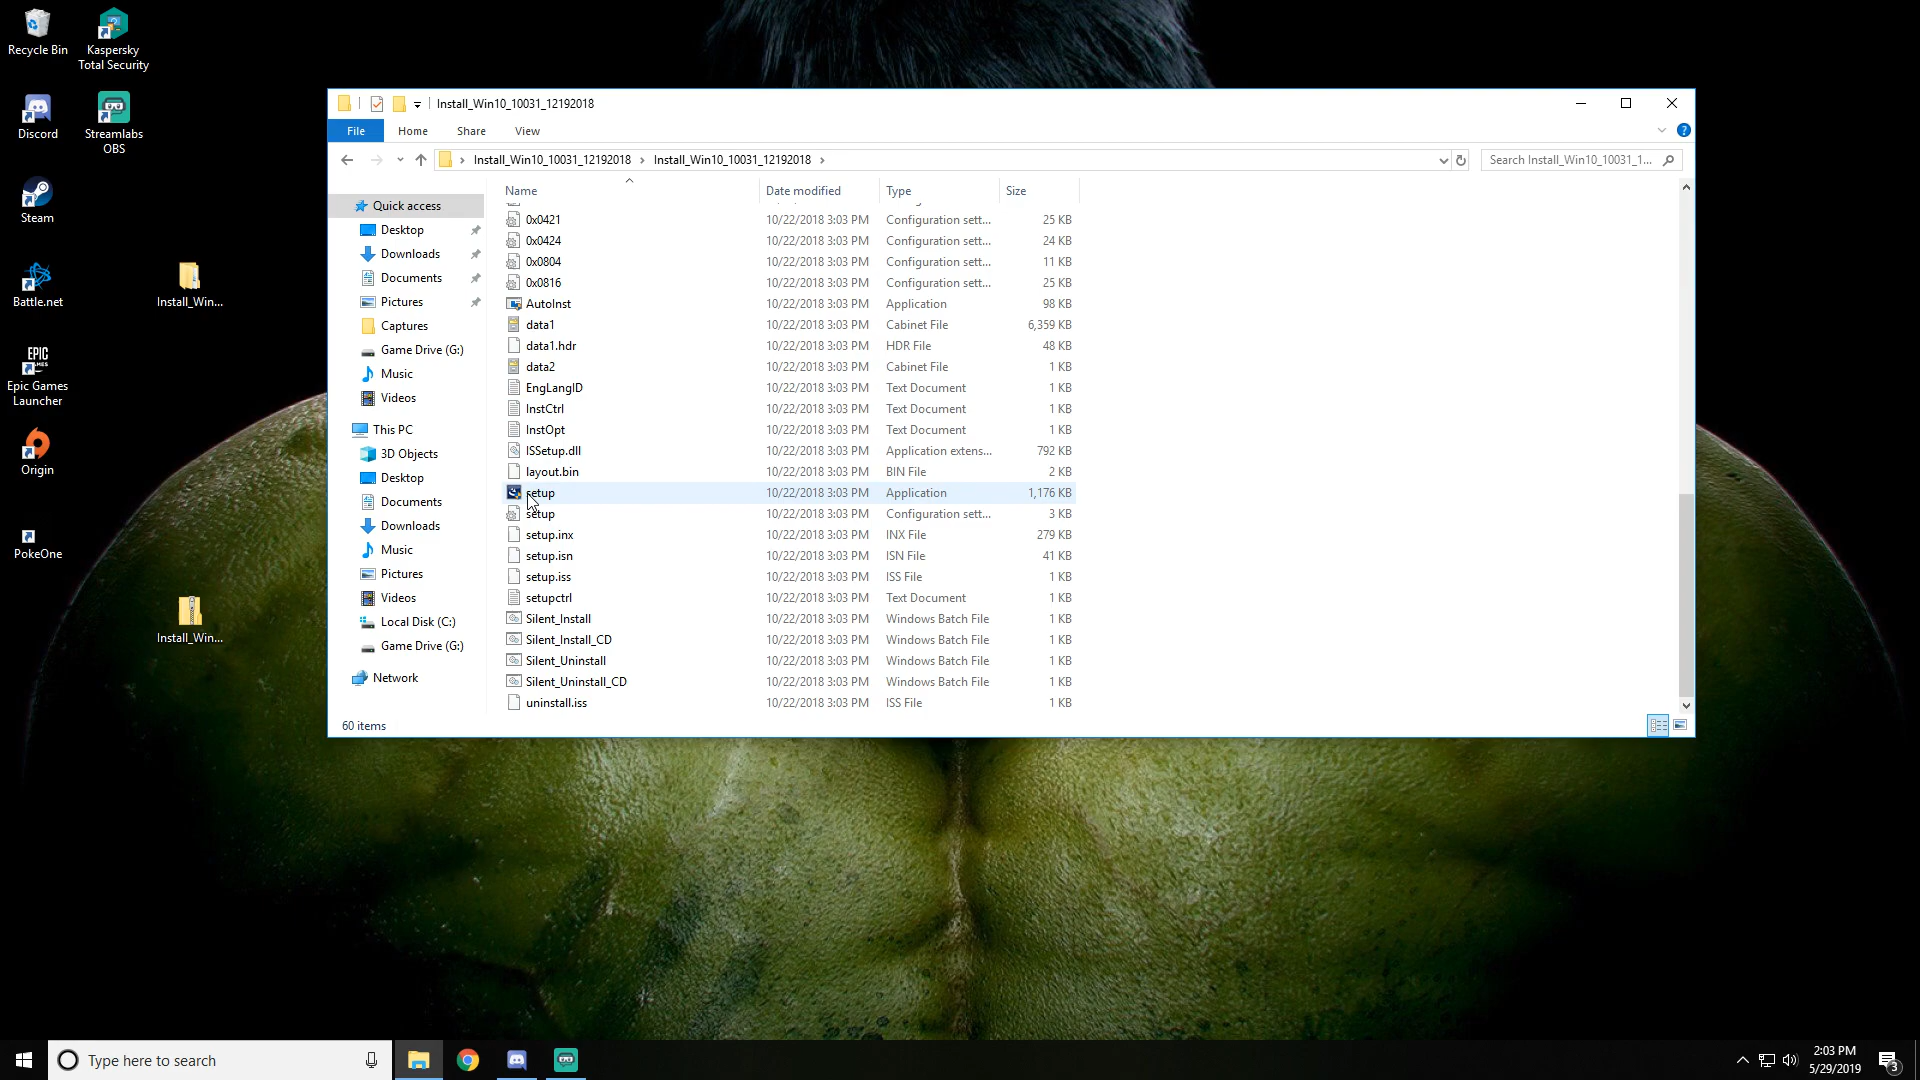 Recycle Bin
Kaspersky
Total Security
Discord
Streamlabs
OBS
Steam
Battle.net
Install_Win...
EPIC
GAMES
Epic Games
Launcher
Origin
PokeOne
Install_Win...
Install_Win10_10031_12192018
File Home Share View
Install_Win10_10031_12192018 Install_Win10_10031_12192018
Search Install_Win10_10031_1...
Quick access
Desktop
Downloads
Documents
Pictures
Captures
Game Drive (G:)
Music
Videos
This PC
3D Objects
Desktop
Documents
Downloads
Music
Pictures
Videos
Local Disk (C:)
Game Drive (G:)
Network
Name Date modified Type Size
0x0421 10/22/2018 3:03 PM Configuration sett... 25 KB
0x0424 10/22/2018 3:03 PM Configuration sett... 24 KB
0x0804 10/22/2018 3:03 PM Configuration sett... 11 KB
0x0816 10/22/2018 3:03 PM Configuration sett... 25 KB
AutoInst 10/22/2018 3:03 PM Application 98 KB
data1 10/22/2018 3:03 PM Cabinet File 6,359 KB
data1.hdr 10/22/2018 3:03 PM HDR File 48 KB
data2 10/22/2018 3:03 PM Cabinet File 1 KB
EngLangID 10/22/2018 3:03 PM Text Document 1 KB
InstCtrl 10/22/2018 3:03 PM Text Document 1 KB
InstOpt 10/22/2018 3:03 PM Text Document 1 KB
ISSetup.dll 10/22/2018 3:03 PM Application extens... 792 KB
layout.bin 10/22/2018 3:03 PM BIN File 2 KB
setup 10/22/2018 3:03 PM Application 1,176 KB
setup 10/22/2018 3:03 PM Configuration sett... 3 KB
setup.inx 10/22/2018 3:03 PM INX File 279 KB
setup.isn 10/22/2018 3:03 PM ISN File 41 KB
setup.iss 10/22/2018 3:03 PM ISS File 1 KB
setupctrl 10/22/2018 3:03 PM Text Document 1 KB
Silent_Install 10/22/2018 3:03 PM Windows Batch File 1 KB
Silent_Install_CD 10/22/2018 3:03 PM Windows Batch File 1 KB
Silent_Uninstall 10/22/2018 3:03 PM Windows Batch File 1 KB
Silent_Uninstall_CD 10/22/2018 3:03 PM Windows Batch File 1 KB
uninstall.iss 10/22/2018 3:03 PM ISS File 1 KB
60 items
Type here to search
2:03 PM
5/29/2019
3